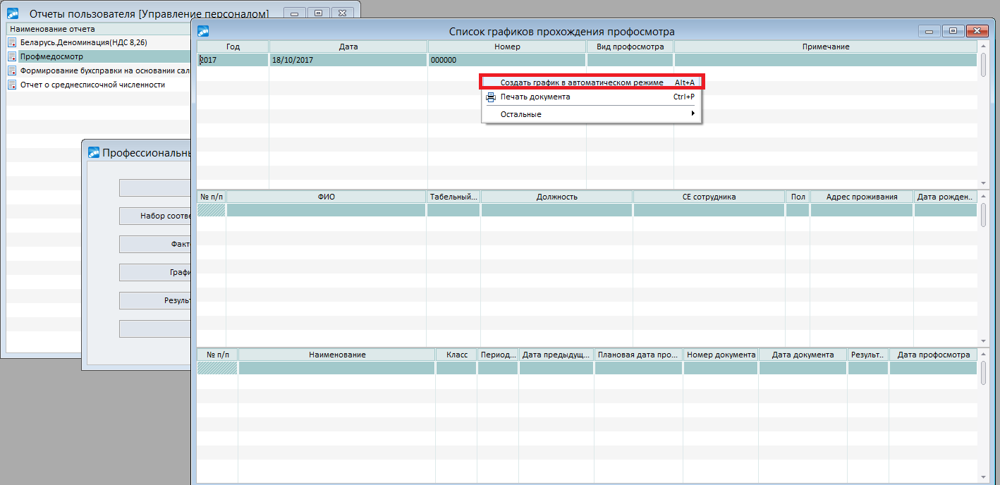 Отчеты пользователя [Управление персоналом]
Наименование отчета
Беларусь.Деноминация(НДС 8,26)
Профмедосмотр
Формирование бухсправки на основании сал
Отчет о среднесписочной численности
Профессиональны
Набор соотве
Факт
Графи
Резуль
Список графиков прохождения профосмотра
Год Дата Номер Вид профосмотра Примечание
2017 18/10/2017 000000
Создать график в автоматическом режиме Alt+A
Печать документа Ctrl+P
Остальные
№ п/п ФИО Табельный... Должность СЕ сотрудника Пол Адрес проживания Дата рожден..
№ п/п Наименование Класс Период... Дата предыдущ... Плановая дата про... Номер документа Дата документа Результ.. Дата профосмотра